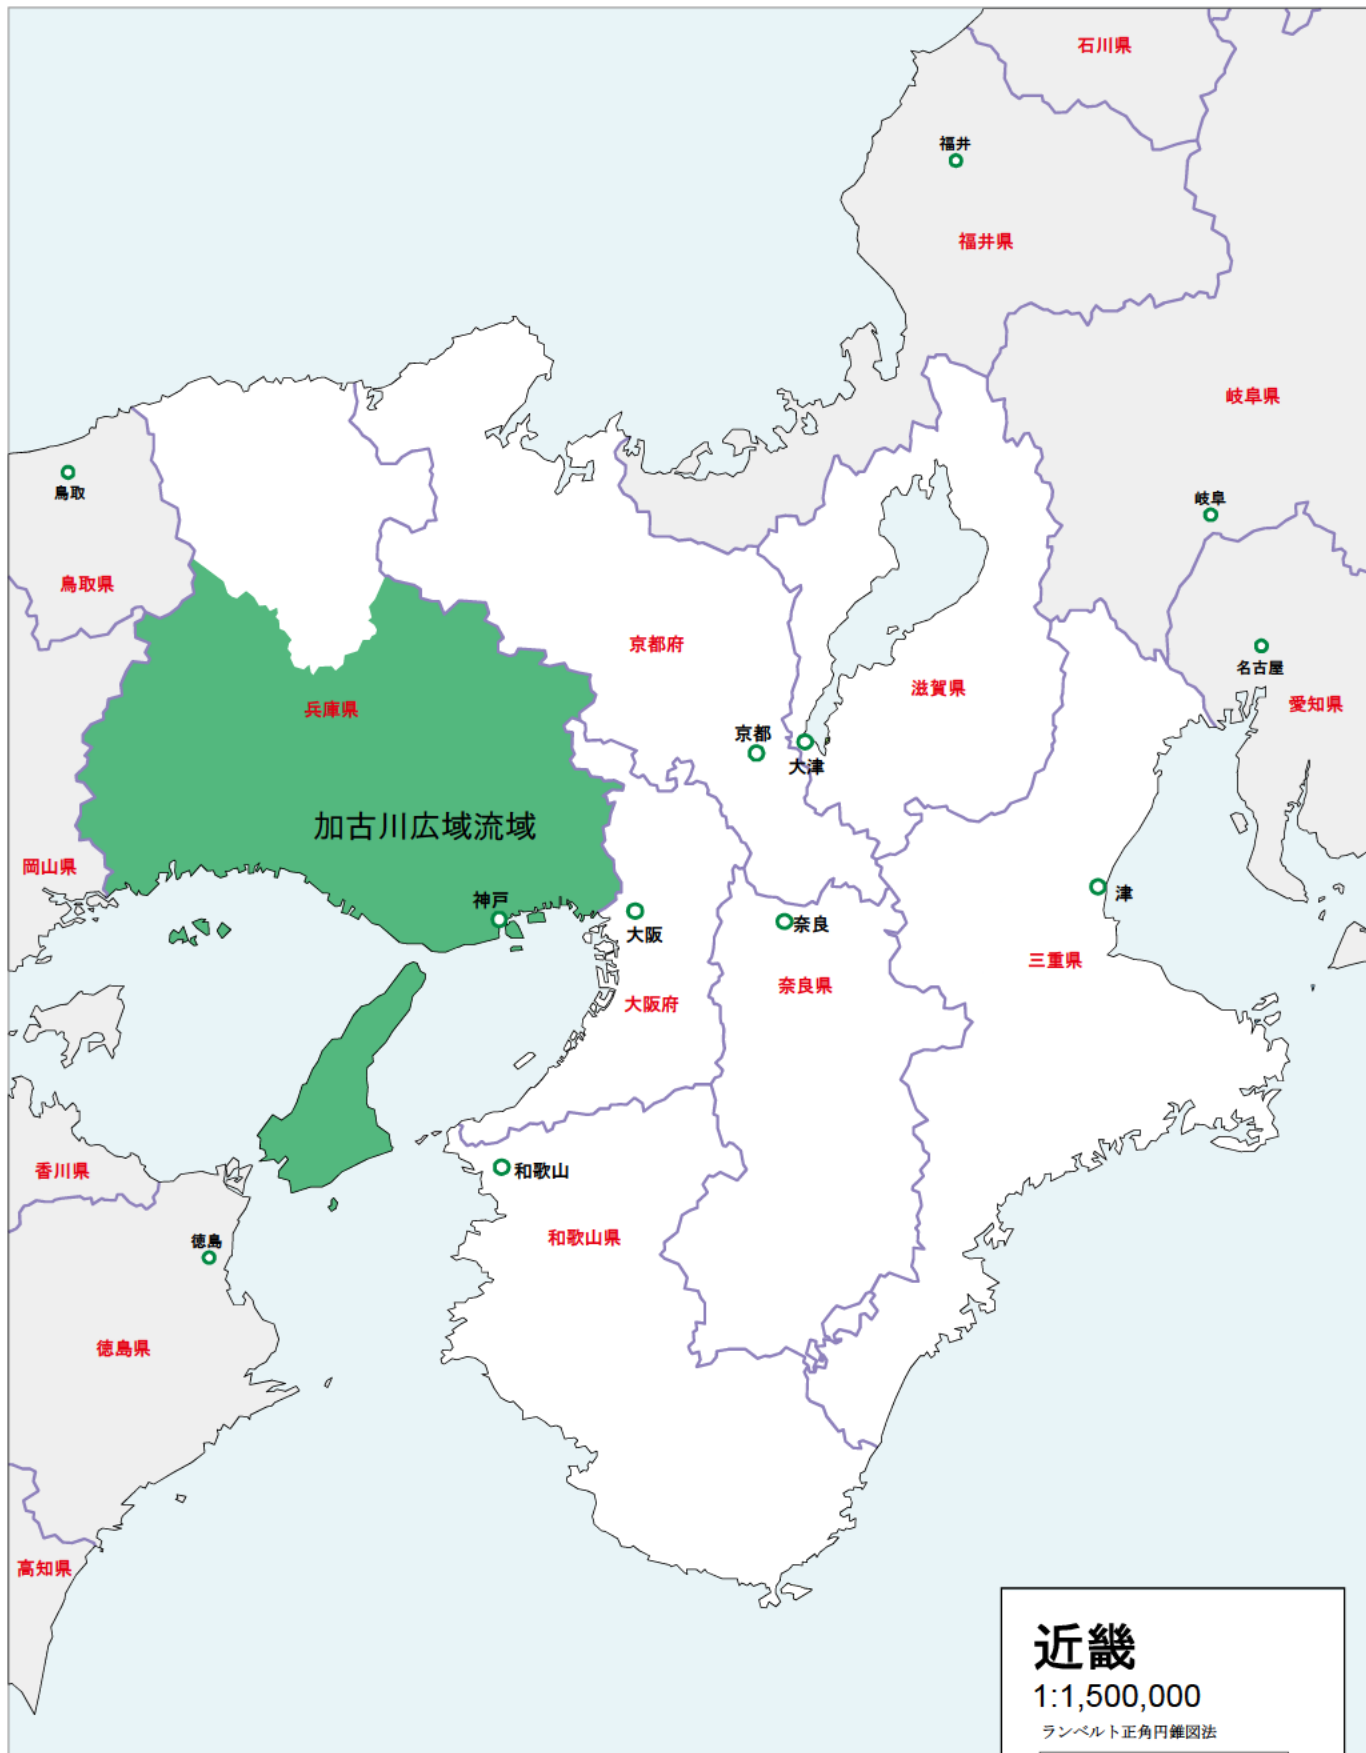 石川県
福井
福井県
岐阜県
鳥取
岐阜
鳥取県
京都府
名古屋
滋賀県
愛知県
兵庫県
京都
大津
加古川広域流域
岡山県
津
神戸
大阪
奈良
三重県
奈良県
大阪府
香川県
和歌山
和歌山県
徳島
徳島県
高知県
近畿
1:1,500,000
ランベルト正角円錐図法